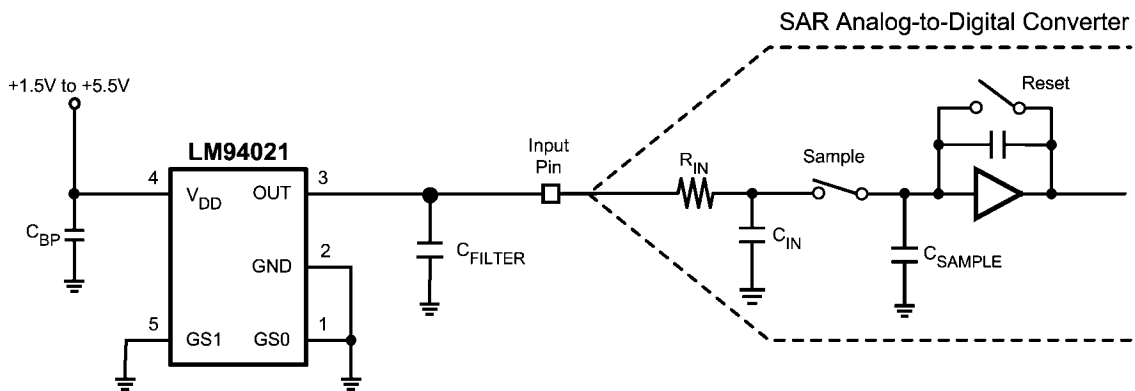 SAR Analog-to-Digital Converter
+1.5V to +5.5V
Reset
LM94021
Input
Pin
RIN
Sample
4
VDD
OUT
3
CBP
CFILTER
CIN
CSAMPLE
GND
2
5
GS1
GS0
1